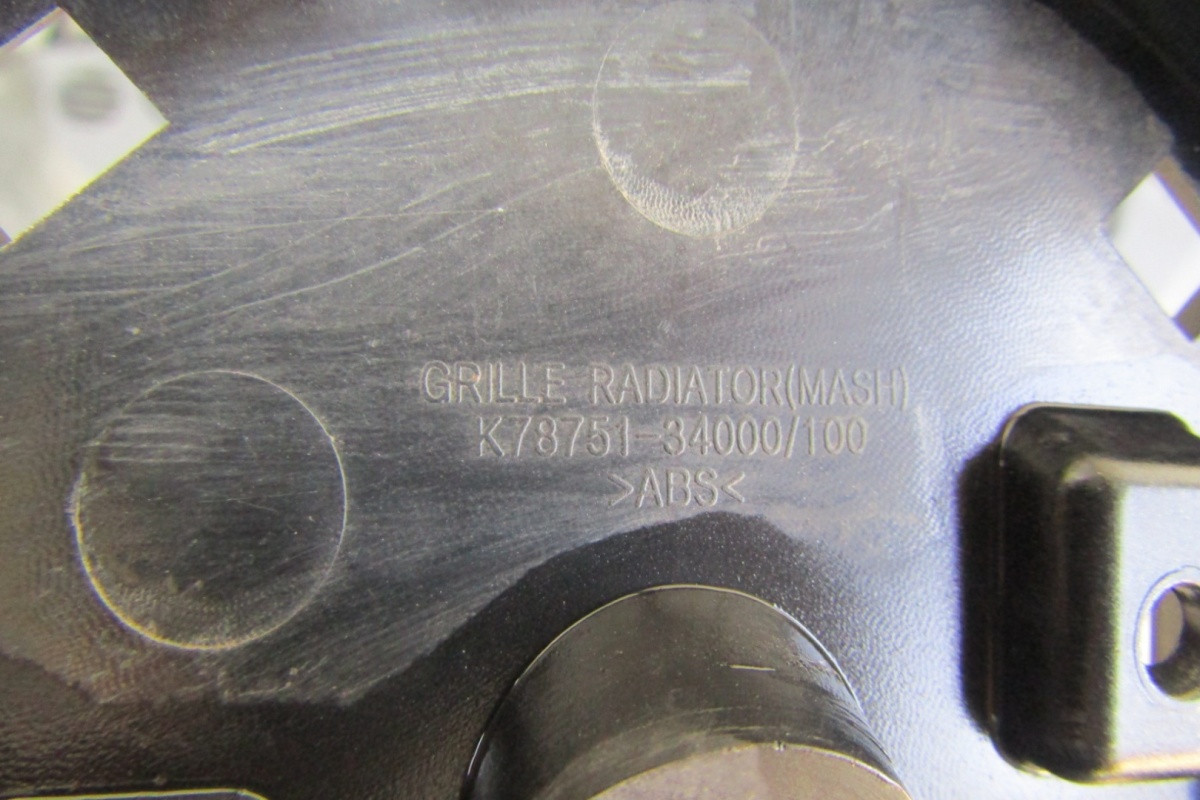 GRILLE RADIATOR(MASH)
K78751-34000/100
>ABS<